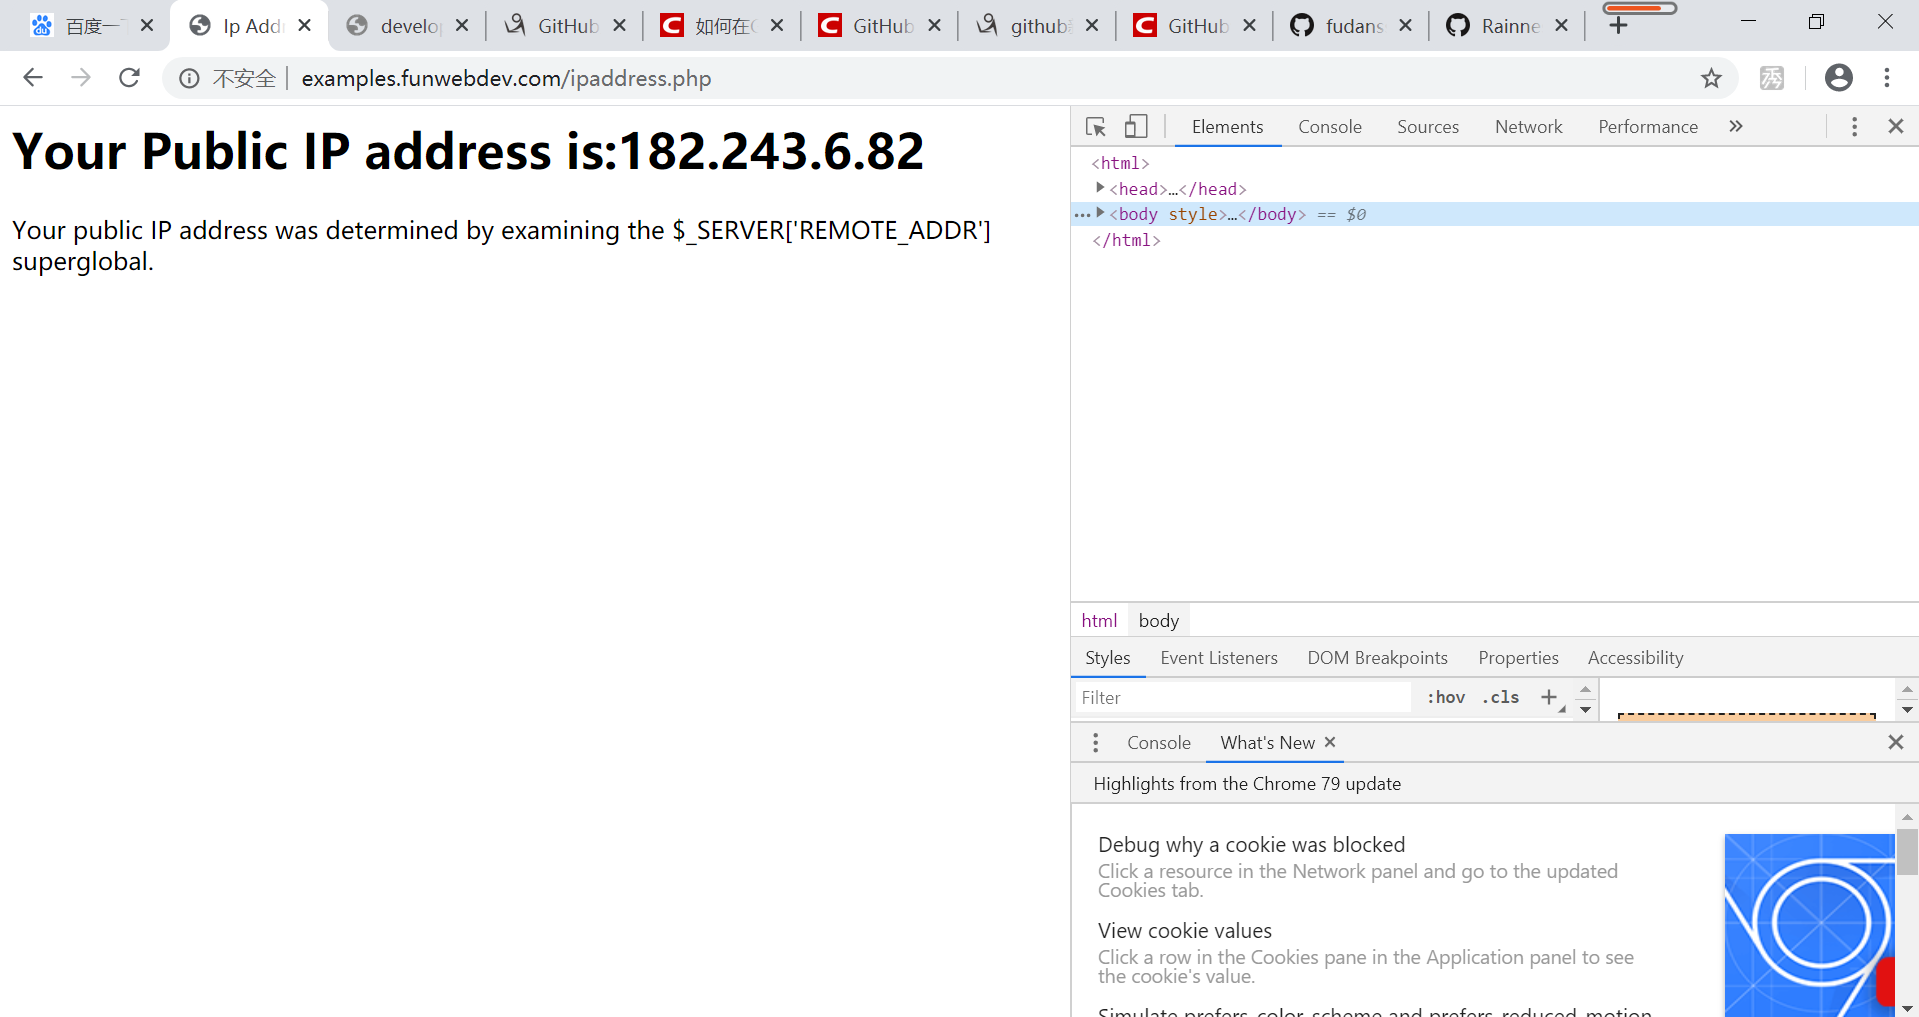 百度一
Ip Add
develo
GitHub
如何在
GitHub
github
GitHub
fudans
Rainne
不安全
examples.funwebdev.com/ipaddress.php
秀
Your Public IP address is:182.243.6.82
Your public IP address was determined by examining the $_SERVER['REMOTE_ADDR']
superglobal.
Elements Console Sources Network Performance »
<html>
<head>…</head>
<body style>…</body> == $0
</html>
html body
Styles Event Listeners DOM Breakpoints Properties Accessibility
Filter :hov .cls +
Console What's New
Highlights from the Chrome 79 update
Debug why a cookie was blocked
Click a resource in the Network panel and go to the updated
Cookies tab.
View cookie values
Click a row in the Cookies pane in the Application panel to see
the cookie's value.
Simulate prefers-color-scheme and prefers-reduced-motion